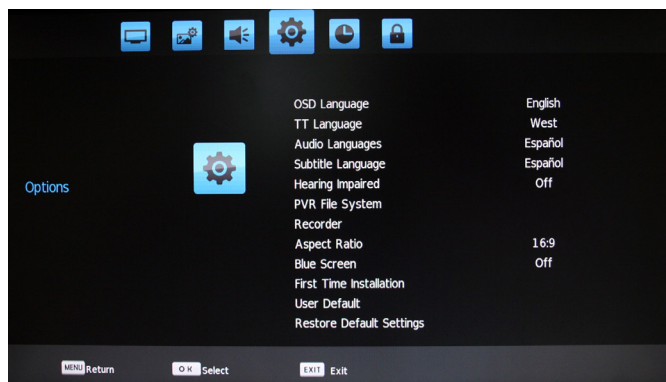 OSD Language English
TT Language West
Audio Languages Español
Subtitle Language Español
Options
Hearing Impaired Off
PVR File System
Recorder
Aspect Ratio 16:9
Blue Screen Off
First Time Installation
User Default
Restore Default Settings
MENU Return OK Select EXIT Exit